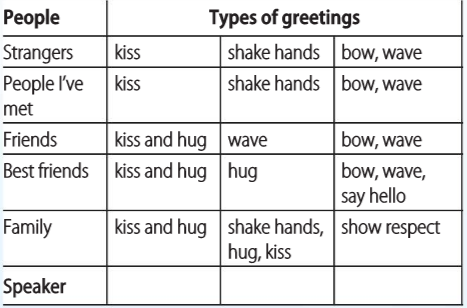 People Types of greetings
Strangers kiss shake hands bow, wave
People I've kiss shake hands bow, wave
met
Friends kiss and hug wave bow, wave
Best friends kiss and hug hug bow, wave,
say hello
Family kiss and hug shake hands, show respect
hug, kiss
Speaker